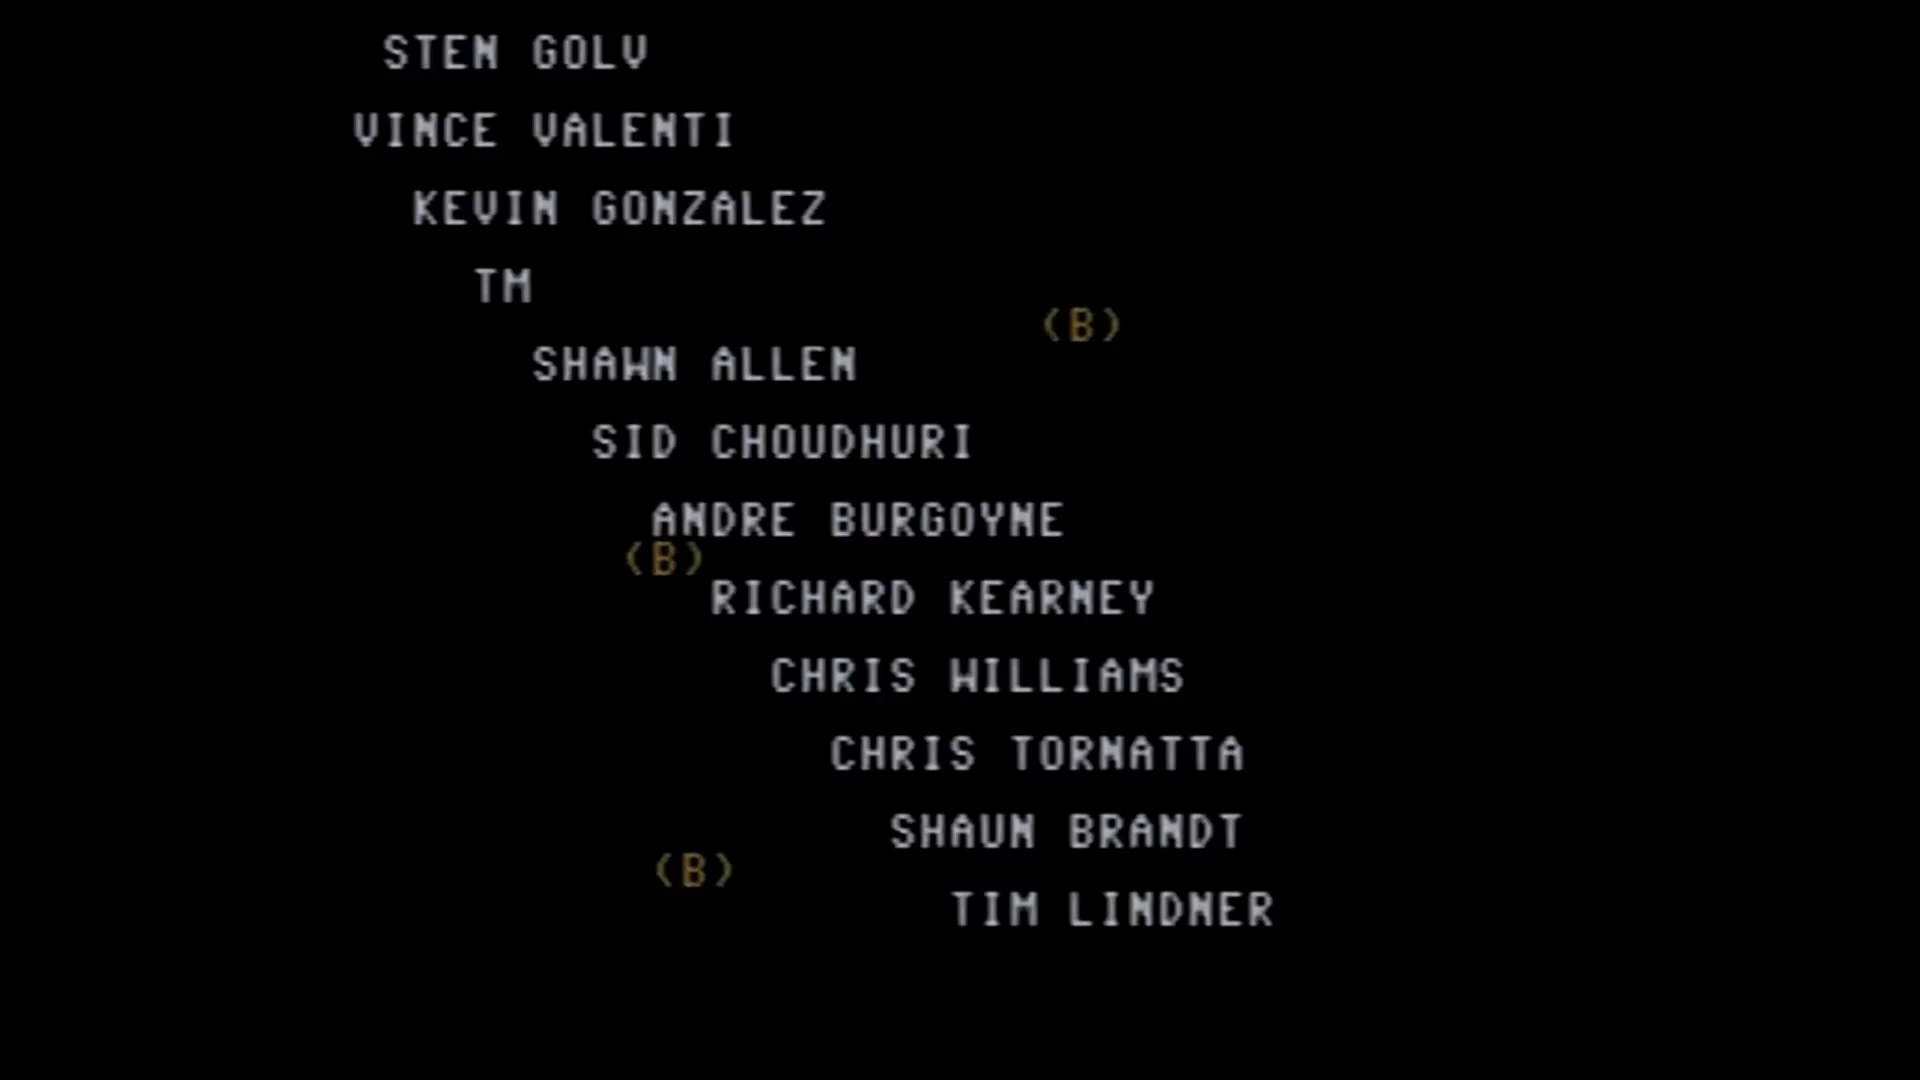 STEN GOLV
VINCE VALENTI
KEVIN GONZALEZ
TM
(B)
SHAWN ALLEN
SID CHOUDHURI
ANDRE BURGOYNE
(B)
RICHARD KEARNEY
CHRIS WILLIAMS
CHRIS TORNATTA
SHAUN BRANDT
(B)
TIM LINDNER